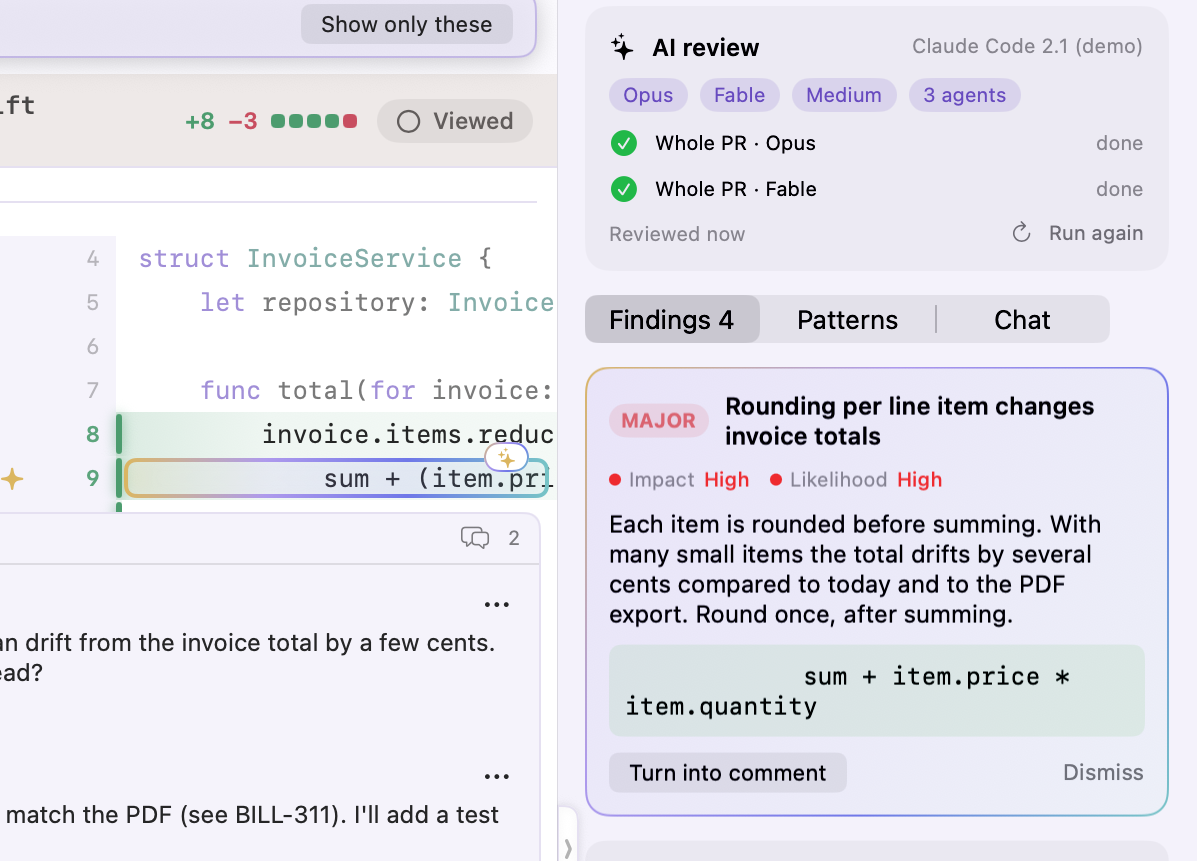 Show only these
ift
+8 −3
Viewed
4 struct InvoiceService {
5 let repository: Invoice
6
7 func total(for invoice:
8 invoice.items.reduc
9 sum + (item.pri
2
an drift from the invoice total by a few cents.
ead?
match the PDF (see BILL-311). I'll add a test
AI review
Claude Code 2.1 (demo)
Opus Fable Medium 3 agents
Whole PR · Opus done
Whole PR · Fable done
Reviewed now Run again
Findings 4 Patterns Chat
MAJOR
Rounding per line item changes
invoice totals
Impact High Likelihood High
Each item is rounded before summing. With
many small items the total drifts by several
cents compared to today and to the PDF
export. Round once, after summing.
sum + item.price *
item.quantity
Turn into comment Dismiss